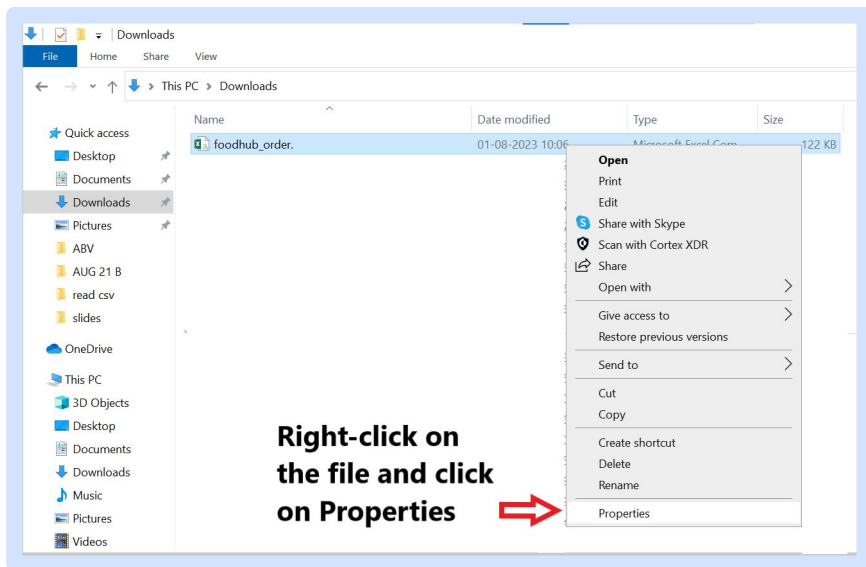 Downloads
File Home Share View
This PC > Downloads
Name Date modified Type Size
Quick access
Desktop
Documents
Downloads
Pictures
ABV
AUG 21 B
read csv
slides
OneDrive
This PC
3D Objects
Desktop
Documents
Downloads
Music
Pictures
Videos
foodhub_order. 01-08-2023 10:06 Microsoft Excel Com 122 KB
Open
Print
Edit
Share with Skype
Scan with Cortex XDR
Share
Open with
Give access to
Restore previous versions
Send to
Cut
Copy
Create shortcut
Delete
Rename
Properties
Right-click on
the file and click
on Properties